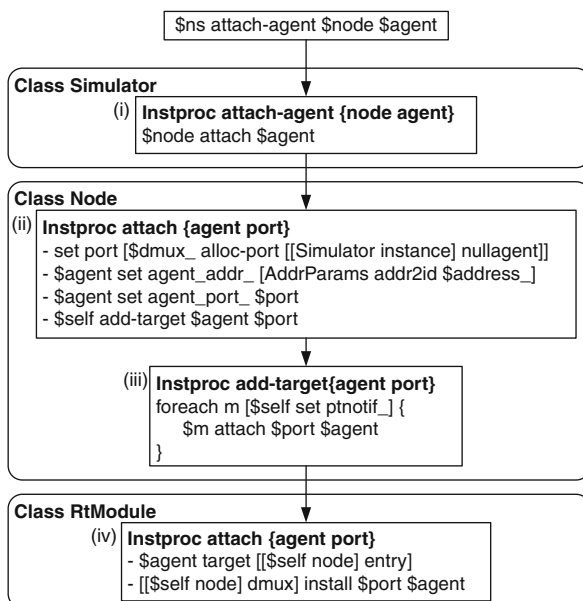 $ns attach-agent $node $agent
Class Simulator
(i) Instproc attach-agent {node agent}
$node attach $agent
Class Node
(ii) Instproc attach {agent port}
- set port [$dmux_ alloc-port [[Simulator instance] nullagent]]
- $agent set agent_addr_ [AddrParams addr2id $address_]
- $agent set agent_port_ $port
- $self add-target $agent $port
(iii) Instproc add-target{agent port}
foreach m [$self set ptnotif_] {
$m attach $port $agent
}
Class RtModule
(iv) Instproc attach {agent port}
- $agent target [[$self node] entry]
- [[$self node] dmux] install $port $agent